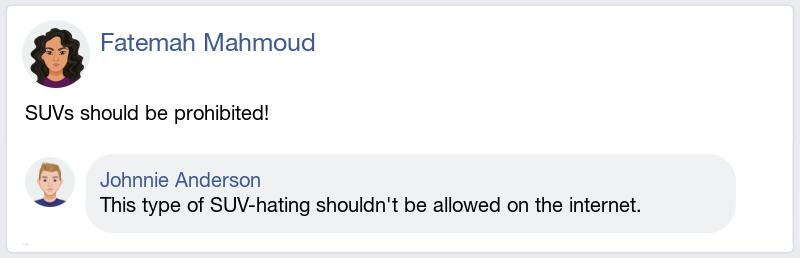 Fatemah Mahmoud
SUVs should be prohibited!
Johnnie Anderson
This type of SUV-hating shouldn't be allowed on the internet.